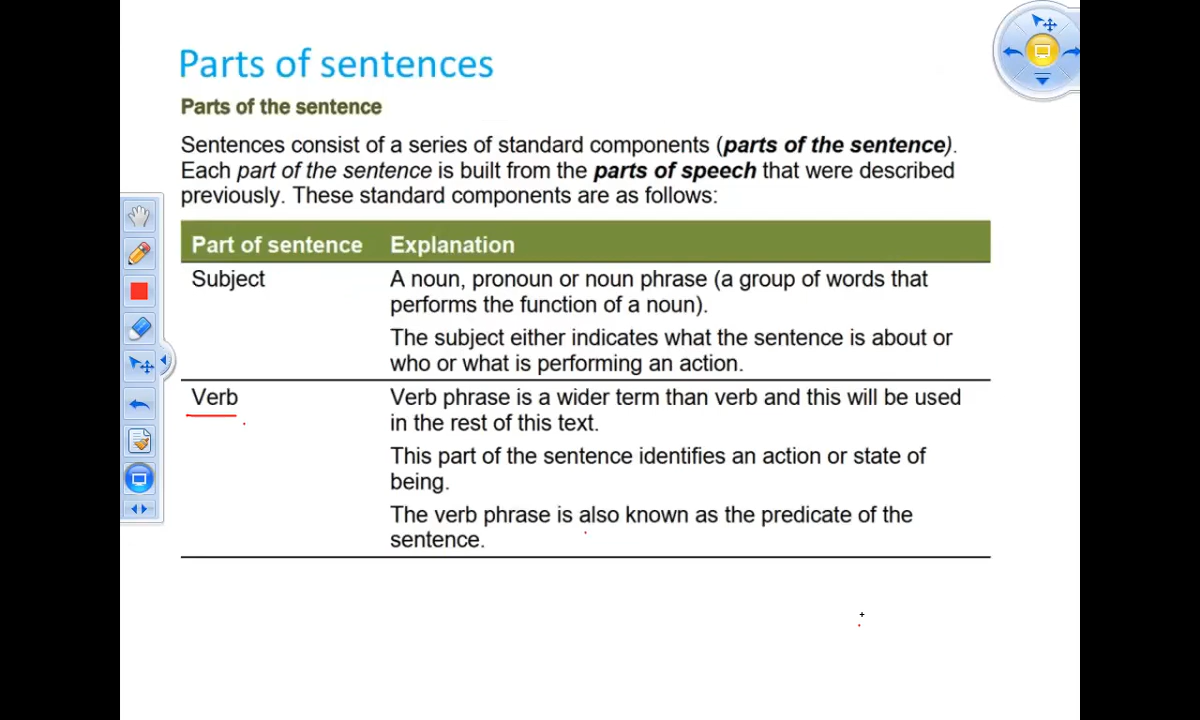 Parts of sentences
Parts of the sentence
Sentences consist of a series of standard components (parts of the sentence).
Each part of the sentence is built from the parts of speech that were described
previously. These standard components are as follows:
Part of sentence Explanation
Subject A noun, pronoun or noun phrase (a group of words that
performs the function of a noun).
The subject either indicates what the sentence is about or
who or what is performing an action.
Verb Verb phrase is a wider term than verb and this will be used
in the rest of this text.
This part of the sentence identifies an action or state of
being.
The verb phrase is also known as the predicate of the
sentence.